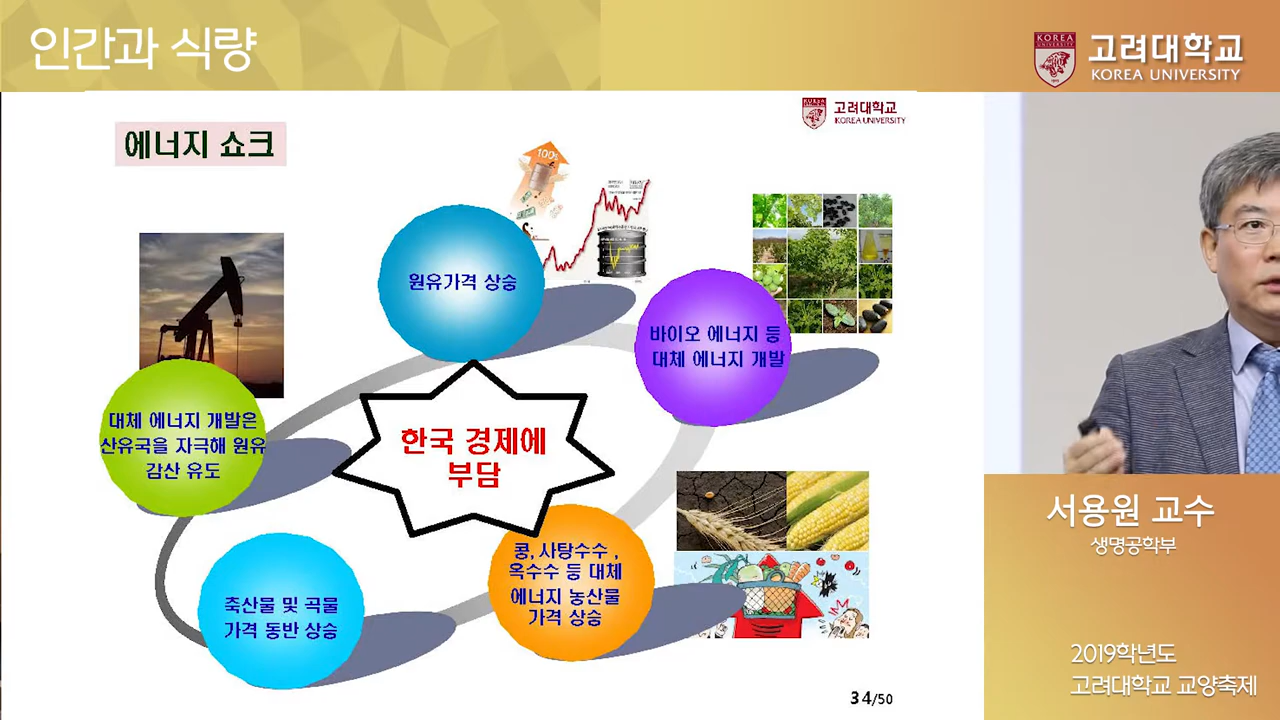 인간과 식량
KOREA
UNIVERSITY
고려대학교
KOREA UNIVERSITY
고려대학교
KOREA UNIVERSITY
에너지 쇼크
100%
원유가격 상승
바이오 에너지 등
대체 에너지 개발
대체 에너지 개발은
산유국을 자극해 원유
감산 유도
한국 경제에
부담
콩, 사탕수수 ,
옥수수 등 대체
에너지 농산물
가격 상승
축산물 및 곡물
가격 동반 상승
34/50
서용원 교수
생명공학부
2019학년도
고려대학교 교양축제